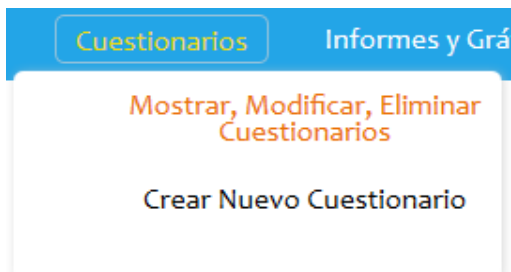 Cuestionarios
Informes y Grá
Mostrar, Modificar, Eliminar
Cuestionarios
Crear Nuevo Cuestionario